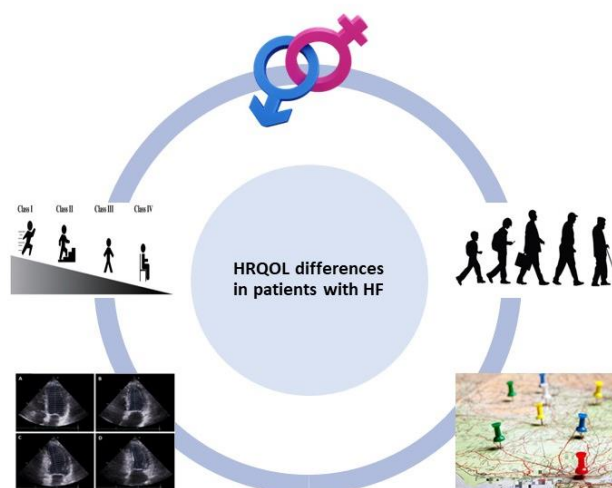 Class I
Class II
Class III
Class IV
HRQOL differences
in patients with HF
A
B
C
D